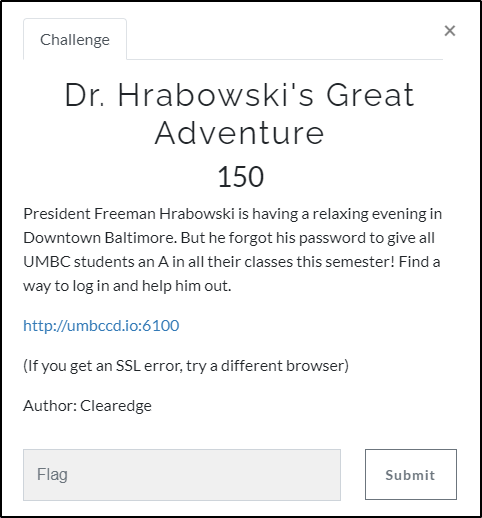 Challenge
×
Dr. Hrabowski's Great
Adventure
150
President Freeman Hrabowski is having a relaxing evening in
Downtown Baltimore. But he forgot his password to give all
UMBC students an A in all their classes this semester! Find a
way to log in and help him out.
http://umbccd.io:6100
(If you get an SSL error, try a different browser)
Author: Clearedge
Flag
Submit